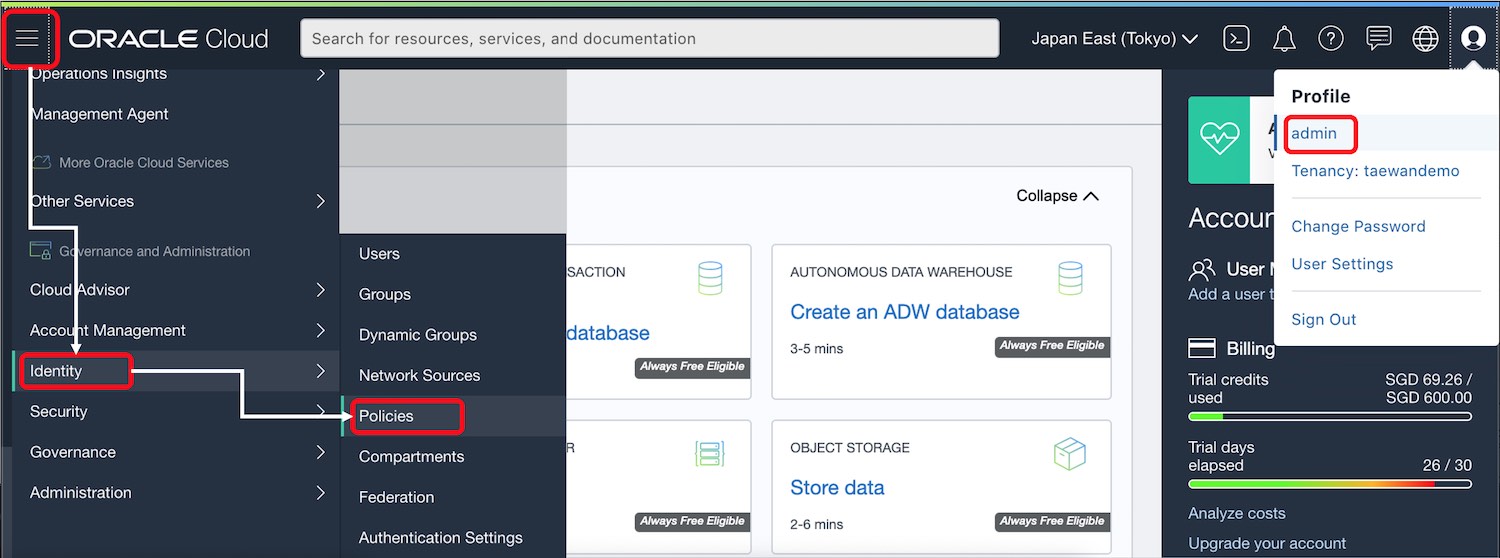 ORACLE Cloud
Search for resources, services, and documentation
Japan East (Tokyo)
Operations Insights
Management Agent
More Oracle Cloud Services
Other Services
Governance and Administration
Cloud Advisor
Account Management
Identity
Security
Governance
Administration
Users
Groups
Dynamic Groups
Network Sources
Policies
Compartments
Federation
Authentication Settings
Collapse
database
Always Free Eligible
AUTONOMOUS DATA WAREHOUSE
Create an ADW database
3-5 mins
Always Free Eligible
Always Free Eligible
OBJECT STORAGE
Store data
2-6 mins
Always Free Eligible
Profile
admin
Tenancy: taewandemo
Change Password
User Settings
Sign Out
User
Add a user
Billing
Trial credits
used
SGD 69.26 /
SGD 600.00
Trial days
elapsed
26 / 30
Analyze costs
Upgrade your account